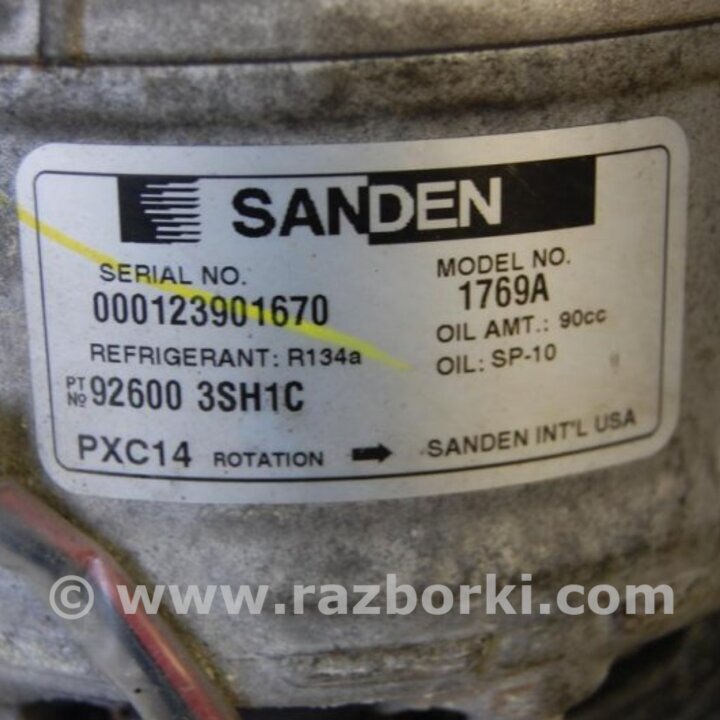 SANDEN
SERIAL NO.
000123901670
MODEL NO.
1769A
REFRIGERANT: R134a
OIL AMT.: 90cc
OIL: SP-10
PT NO 92600 3SH1C
PXC14 ROTATION → SANDEN INT'L USA
© www.razborki.com